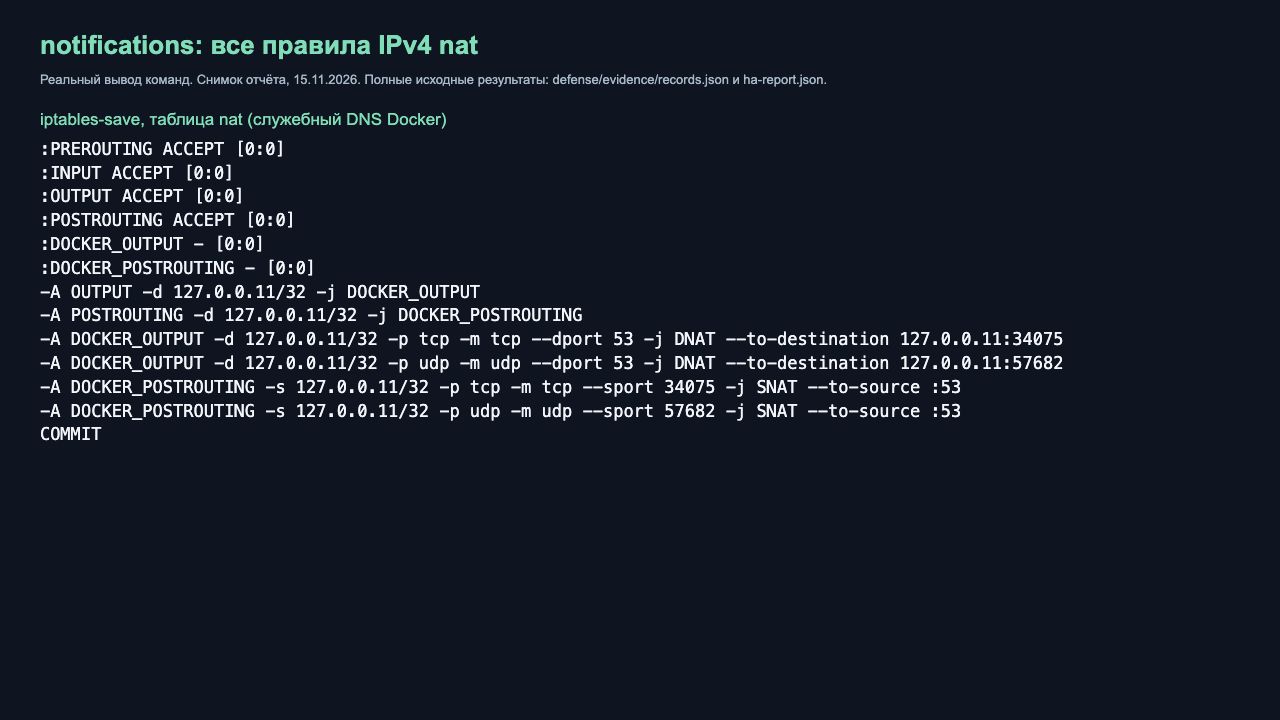 notifications: все правила IPv4 nat
Реальный вывод команд. Снимок отчёта, 15.11.2026. Полные исходные результаты: defense/evidence/records.json и ha-report.json.
iptables-save, таблица nat (служебный DNS Docker)
:PREROUTING ACCEPT [0:0]
:INPUT ACCEPT [0:0]
:OUTPUT ACCEPT [0:0]
:POSTROUTING ACCEPT [0:0]
:DOCKER_OUTPUT - [0:0]
:DOCKER_POSTROUTING - [0:0]
-A OUTPUT -d 127.0.0.11/32 -j DOCKER_OUTPUT
-A POSTROUTING -d 127.0.0.11/32 -j DOCKER_POSTROUTING
-A DOCKER_OUTPUT -d 127.0.0.11/32 -p tcp -m tcp --dport 53 -j DNAT --to-destination 127.0.0.11:34075
-A DOCKER_OUTPUT -d 127.0.0.11/32 -p udp -m udp --dport 53 -j DNAT --to-destination 127.0.0.11:57682
-A DOCKER_POSTROUTING -s 127.0.0.11/32 -p tcp -m tcp --sport 34075 -j SNAT --to-source :53
-A DOCKER_POSTROUTING -s 127.0.0.11/32 -p udp -m udp --sport 57682 -j SNAT --to-source :53
COMMIT